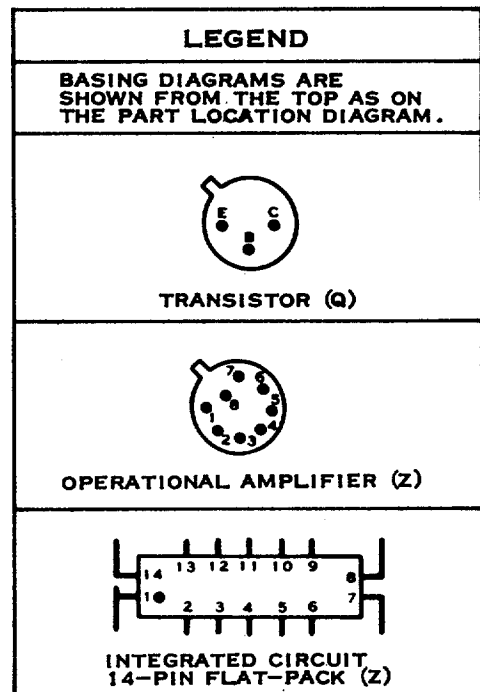 LEGEND
BASING DIAGRAMS ARE
SHOWN FROM THE TOP AS ON
THE PART LOCATION DIAGRAM.
E C
B
TRANSISTOR (Q)
7 6
8 5
1 4
2 3
OPERATIONAL AMPLIFIER (Z)
14 13 12 11 10 9 8
1 2 3 4 5 6 7
INTEGRATED CIRCUIT
14-PIN FLAT-PACK (Z)